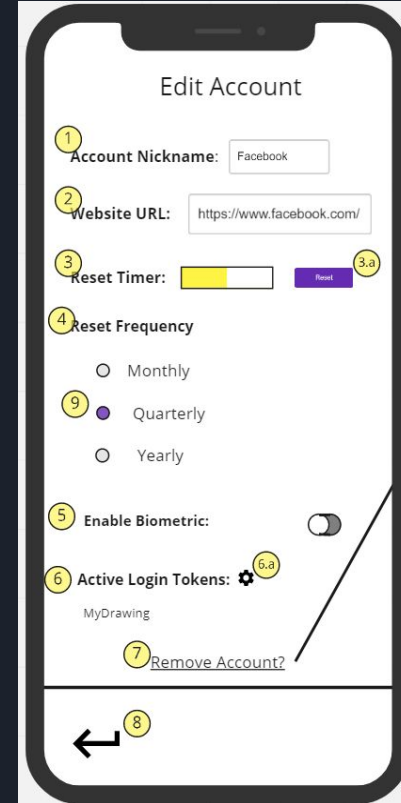 Edit Account
1
Account Nickname: Facebook
2
Website URL: https://www.facebook.com/
3
Reset Timer: Reset 3.a
4
Reset Frequency
Monthly
9
Quarterly
Yearly
5
Enable Biometric:
6 Active Login Tokens: 6.a
MyDrawing
7
Remove Account?
8